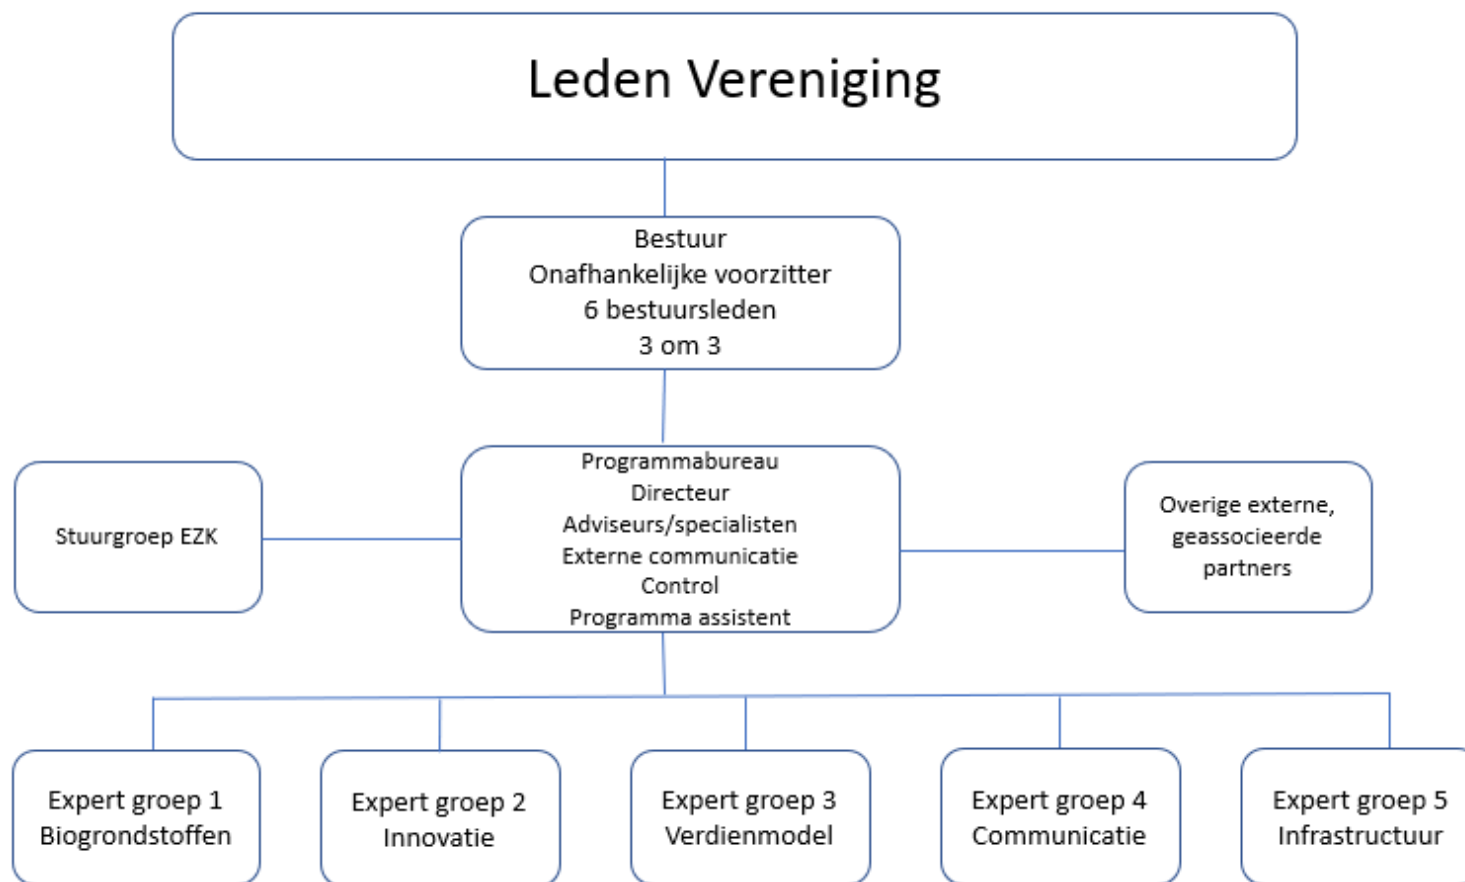 Leden Vereniging
Bestuur
Onafhankelijke voorzitter
6 bestuursleden
3 om 3
Stuurgroep EZK
Programmabureau
Directeur
Adviseurs/specialisten
Externe communicatie
Control
Programma assistent
Overige externe,
geassocieerde
partners
Expert groep 1
Biogrondstoffen
Expert groep 2
Innovatie
Expert groep 3
Verdienmodel
Expert groep 4
Communicatie
Expert groep 5
Infrastructuur